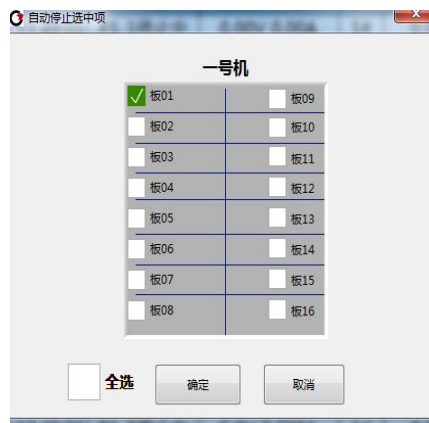 自动停止选中项
一号机
板01 板09
板02 板10
板03 板11
板04 板12
板05 板13
板06 板14
板07 板15
板08 板16
全选 确定 取消